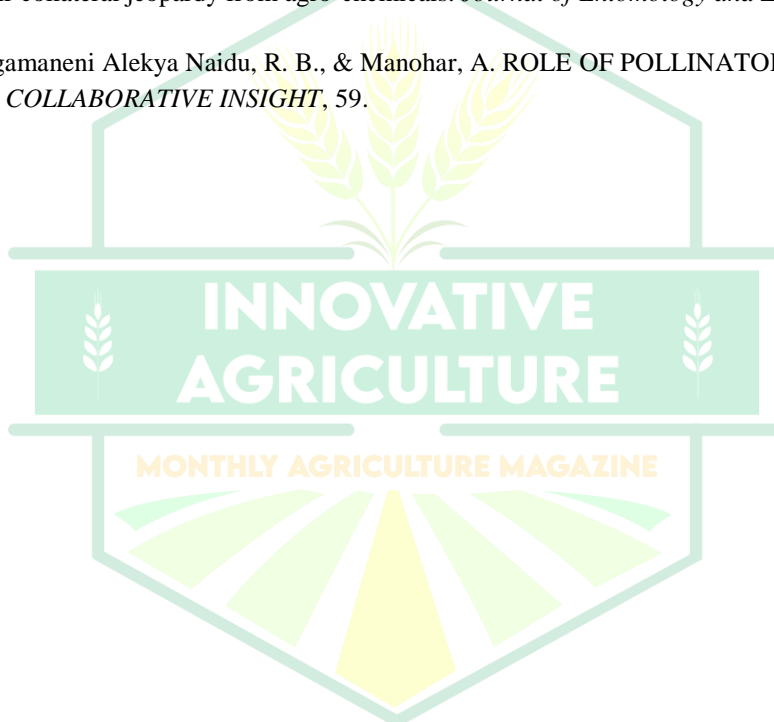 collateral jeopardy from agro-chemicals. Journal of Entomology and
gamaneni Alekya Naidu, R. B., & Manohar, A. ROLE OF POLLINATOR
COLLABORATIVE INSIGHT, 59.
INNOVATIVE
AGRICULTURE
MONTHLY AGRICULTURE MAGAZINE